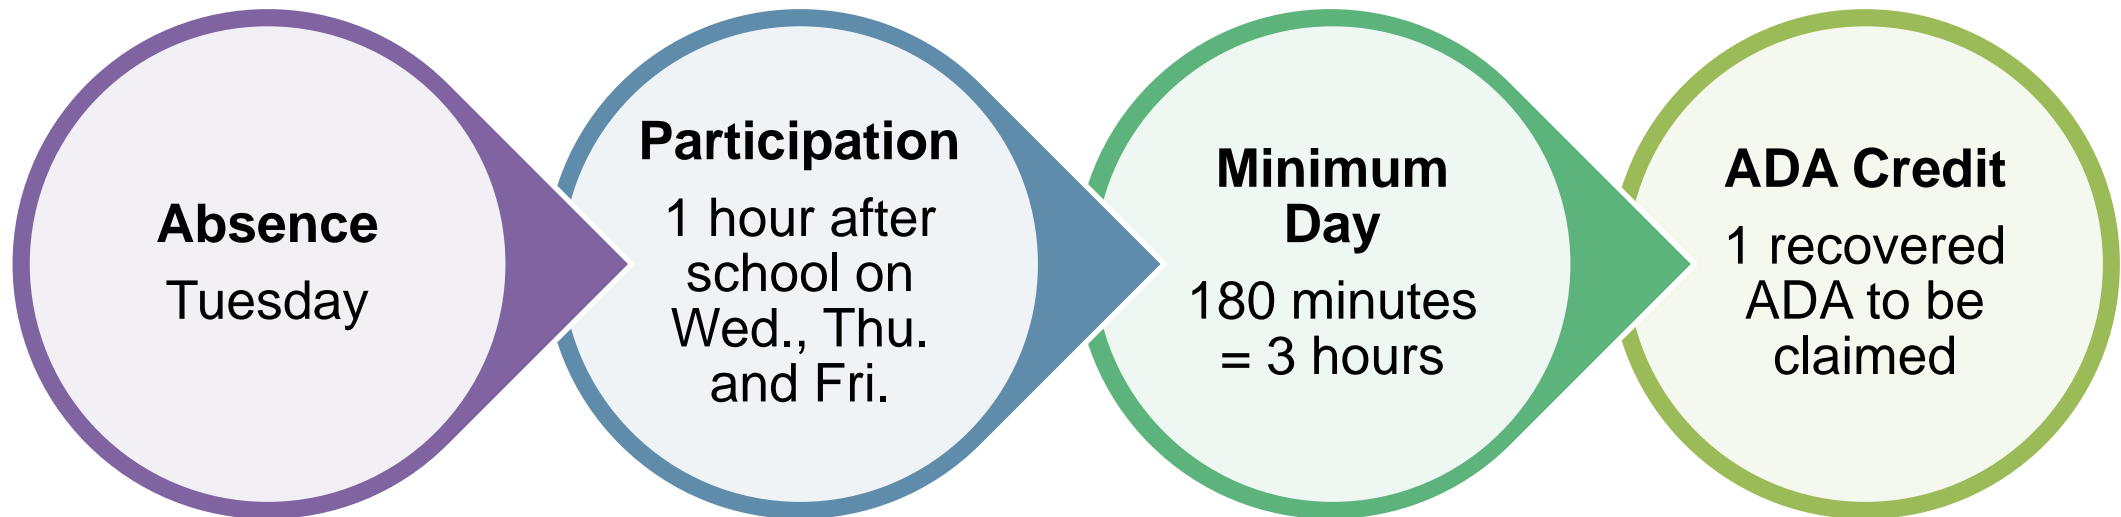 Absence
Tuesday
Participation
1 hour after
school on
Wed., Thu.
and Fri.
Minimum
Day
180 minutes
= 3 hours
ADA Credit
1 recovered
ADA to be
claimed